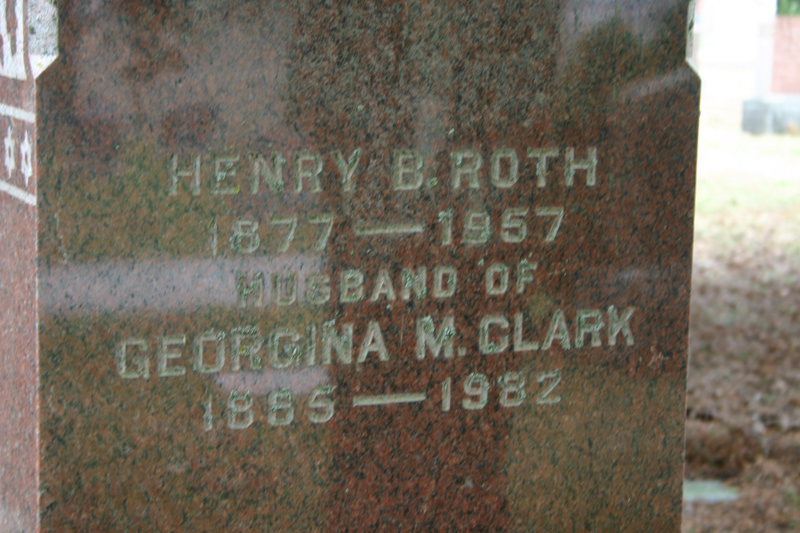 HENRY B. ROTH
1877 — 1957
HUSBAND OF
GEORGINA M. CLARK
1885 — 1982